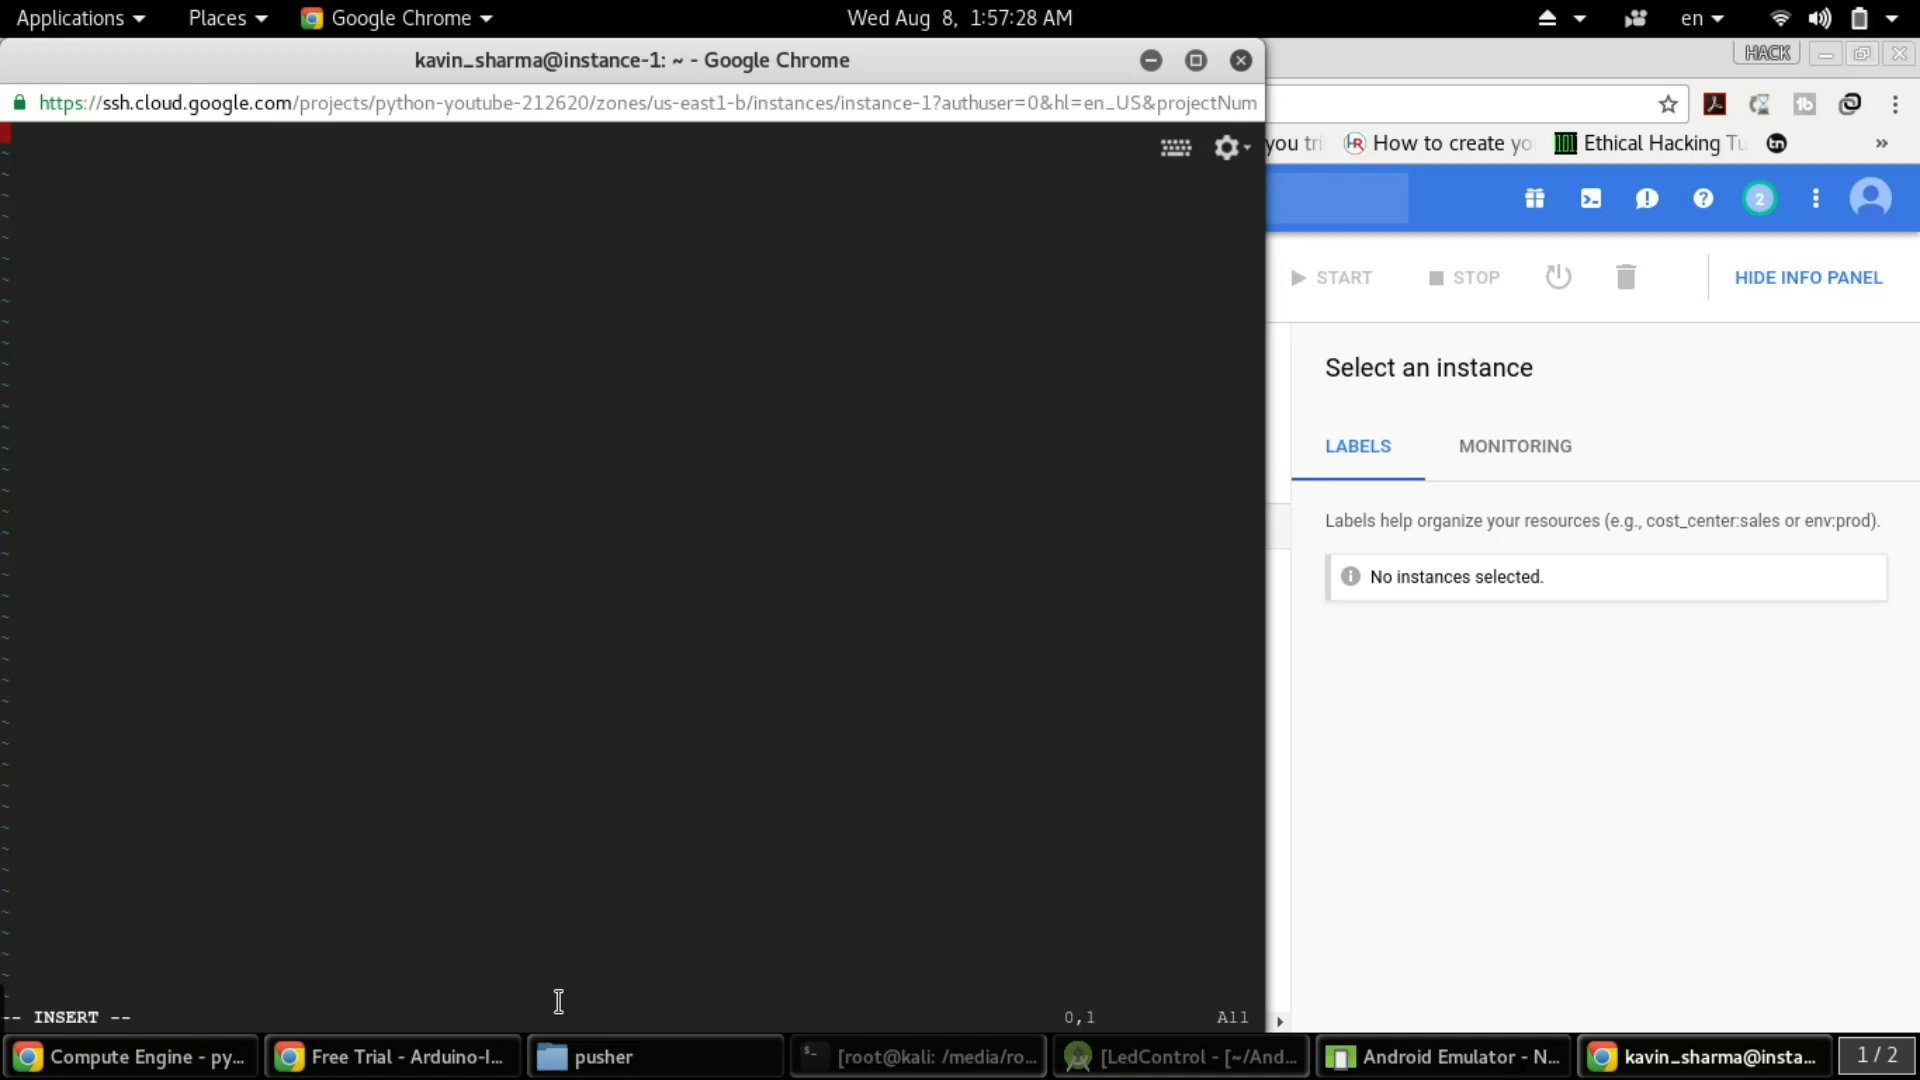 Applications Places Google Chrome Wed Aug 8, 1:57:28 AM en
kavin_sharma@instance-1: ~ - Google Chrome
HACK
https://ssh.cloud.google.com/projects/python-youtube-212620/zones/us-east1-b/instances/instance-1?authuser=0&hl=en_US&projectNum
you tri How to create yo Ethical Hacking Tu »
2
START STOP HIDE INFO PANEL
Select an instance
LABELS MONITORING
Labels help organize your resources (e.g., cost_center:sales or env:prod).
No instances selected.
-- INSERT -- 0,1 All
Compute Engine - py... Free Trial - Arduino-I... pusher [root@kali: /media/ro... [LedControl - [~/And... Android Emulator - N... kavin_sharma@insta... 1 / 2